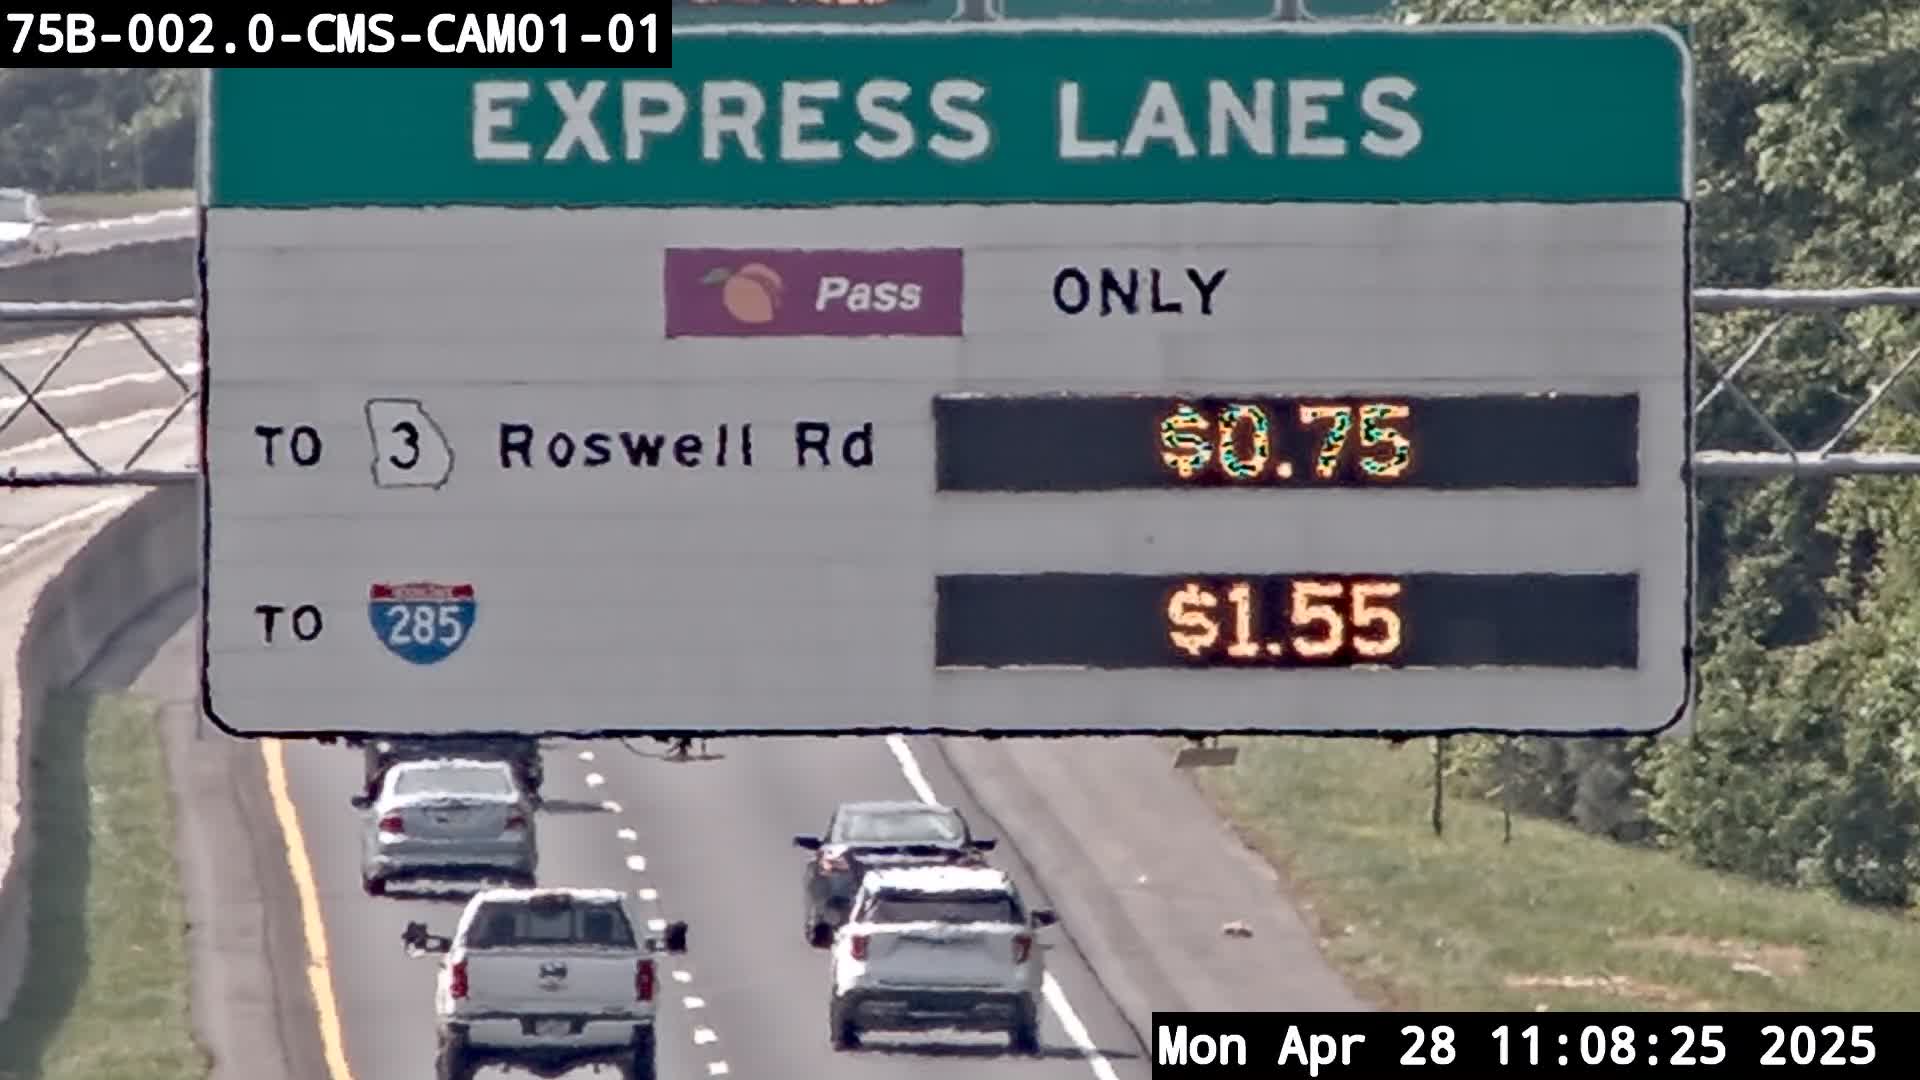 75B-002.0-CMS-CAM01-01
EXPRESS LANES
Pass ONLY
TO 3 Roswell Rd $0.75
TO 285 $1.55
Mon Apr 28 11:08:25 2025